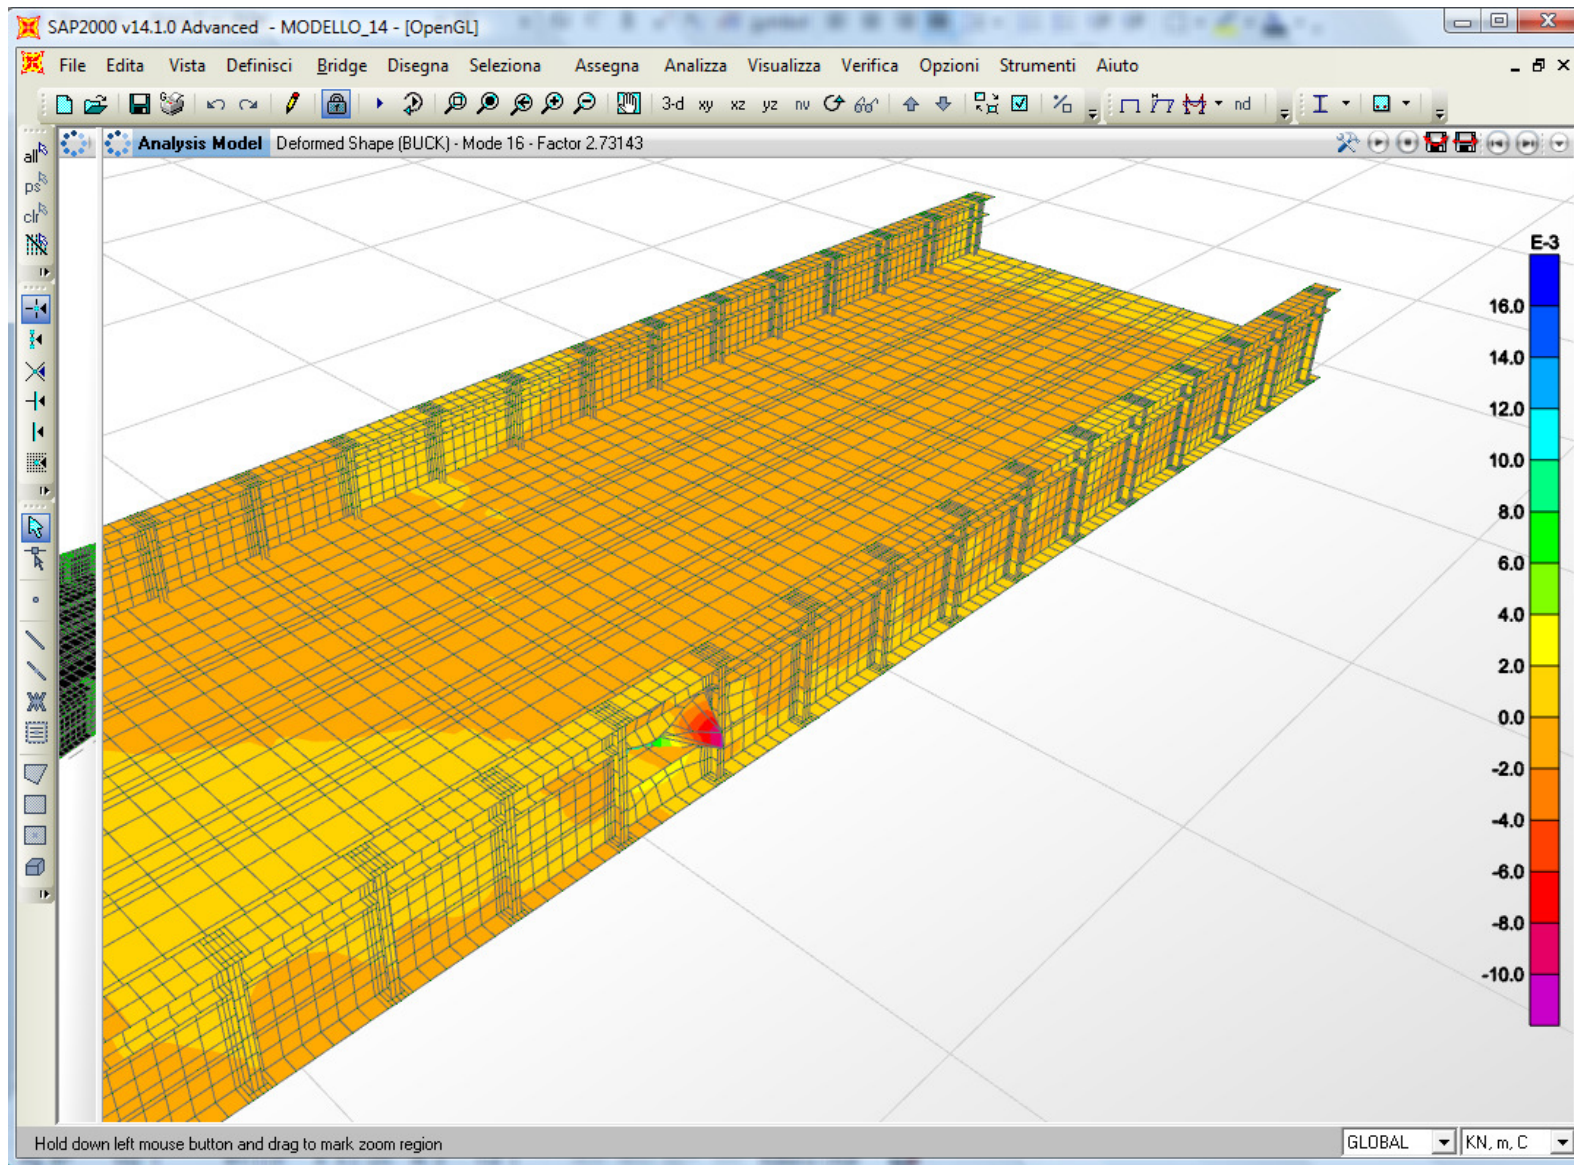 SAP2000 v14.1.0 Advanced - MODELLO_14 - [OpenGL]
File Edita Vista Definisci Bridge Disegna Seleziona Assegna Analizza Visualizza Verifica Opzioni Strumenti Aiuto
3-d xy xz yz nv nd
all
ps
clr
Analysis Model Deformed Shape (BUCK) - Mode 16 - Factor 2.73143
E-3
16.0
14.0
12.0
10.0
8.0
6.0
4.0
2.0
0.0
-2.0
-4.0
-6.0
-8.0
-10.0
Hold down left mouse button and drag to mark zoom region
GLOBAL KN, m, C